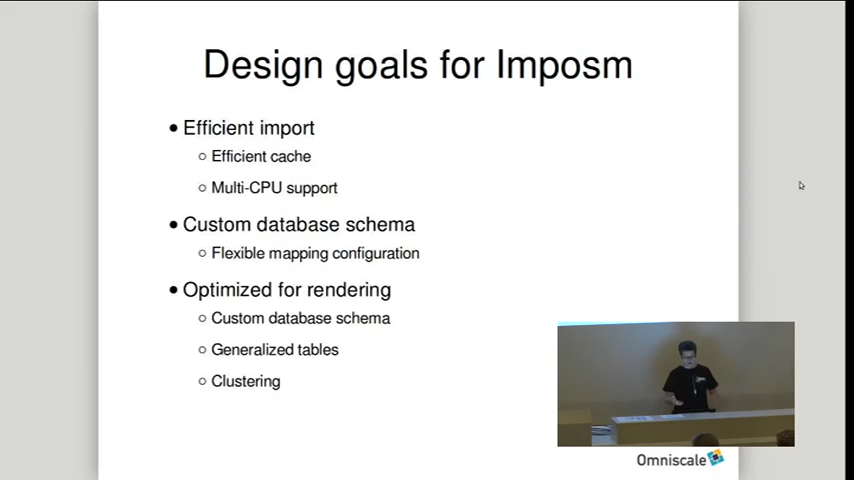 Design goals for Imposm
• Efficient import
○ Efficient cache
○ Multi-CPU support
• Custom database schema
○ Flexible mapping configuration
• Optimized for rendering
○ Custom database schema
○ Generalized tables
○ Clustering
Omniscale